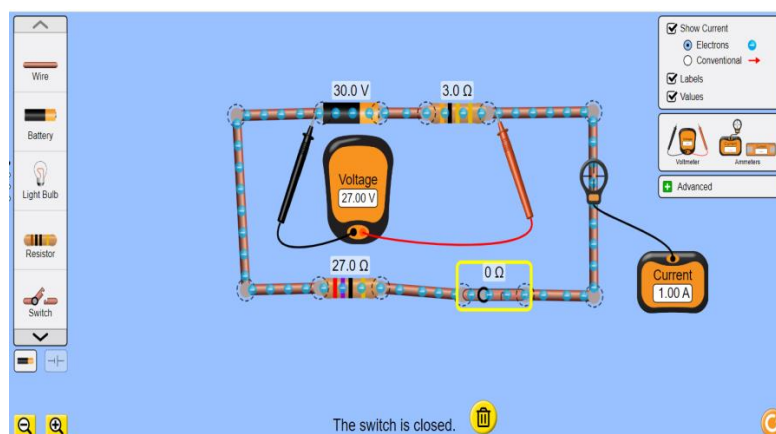 Wire
Battery
Light Bulb
Resistor
Switch
30.0 V
3.0 Ω
Voltage
27.00 V
27.0 Ω
0 Ω
Current
1.00 A
Show Current
Electrons
Conventional
Labels
Values
Voltmeter
Ammeters
Advanced
The switch is closed.